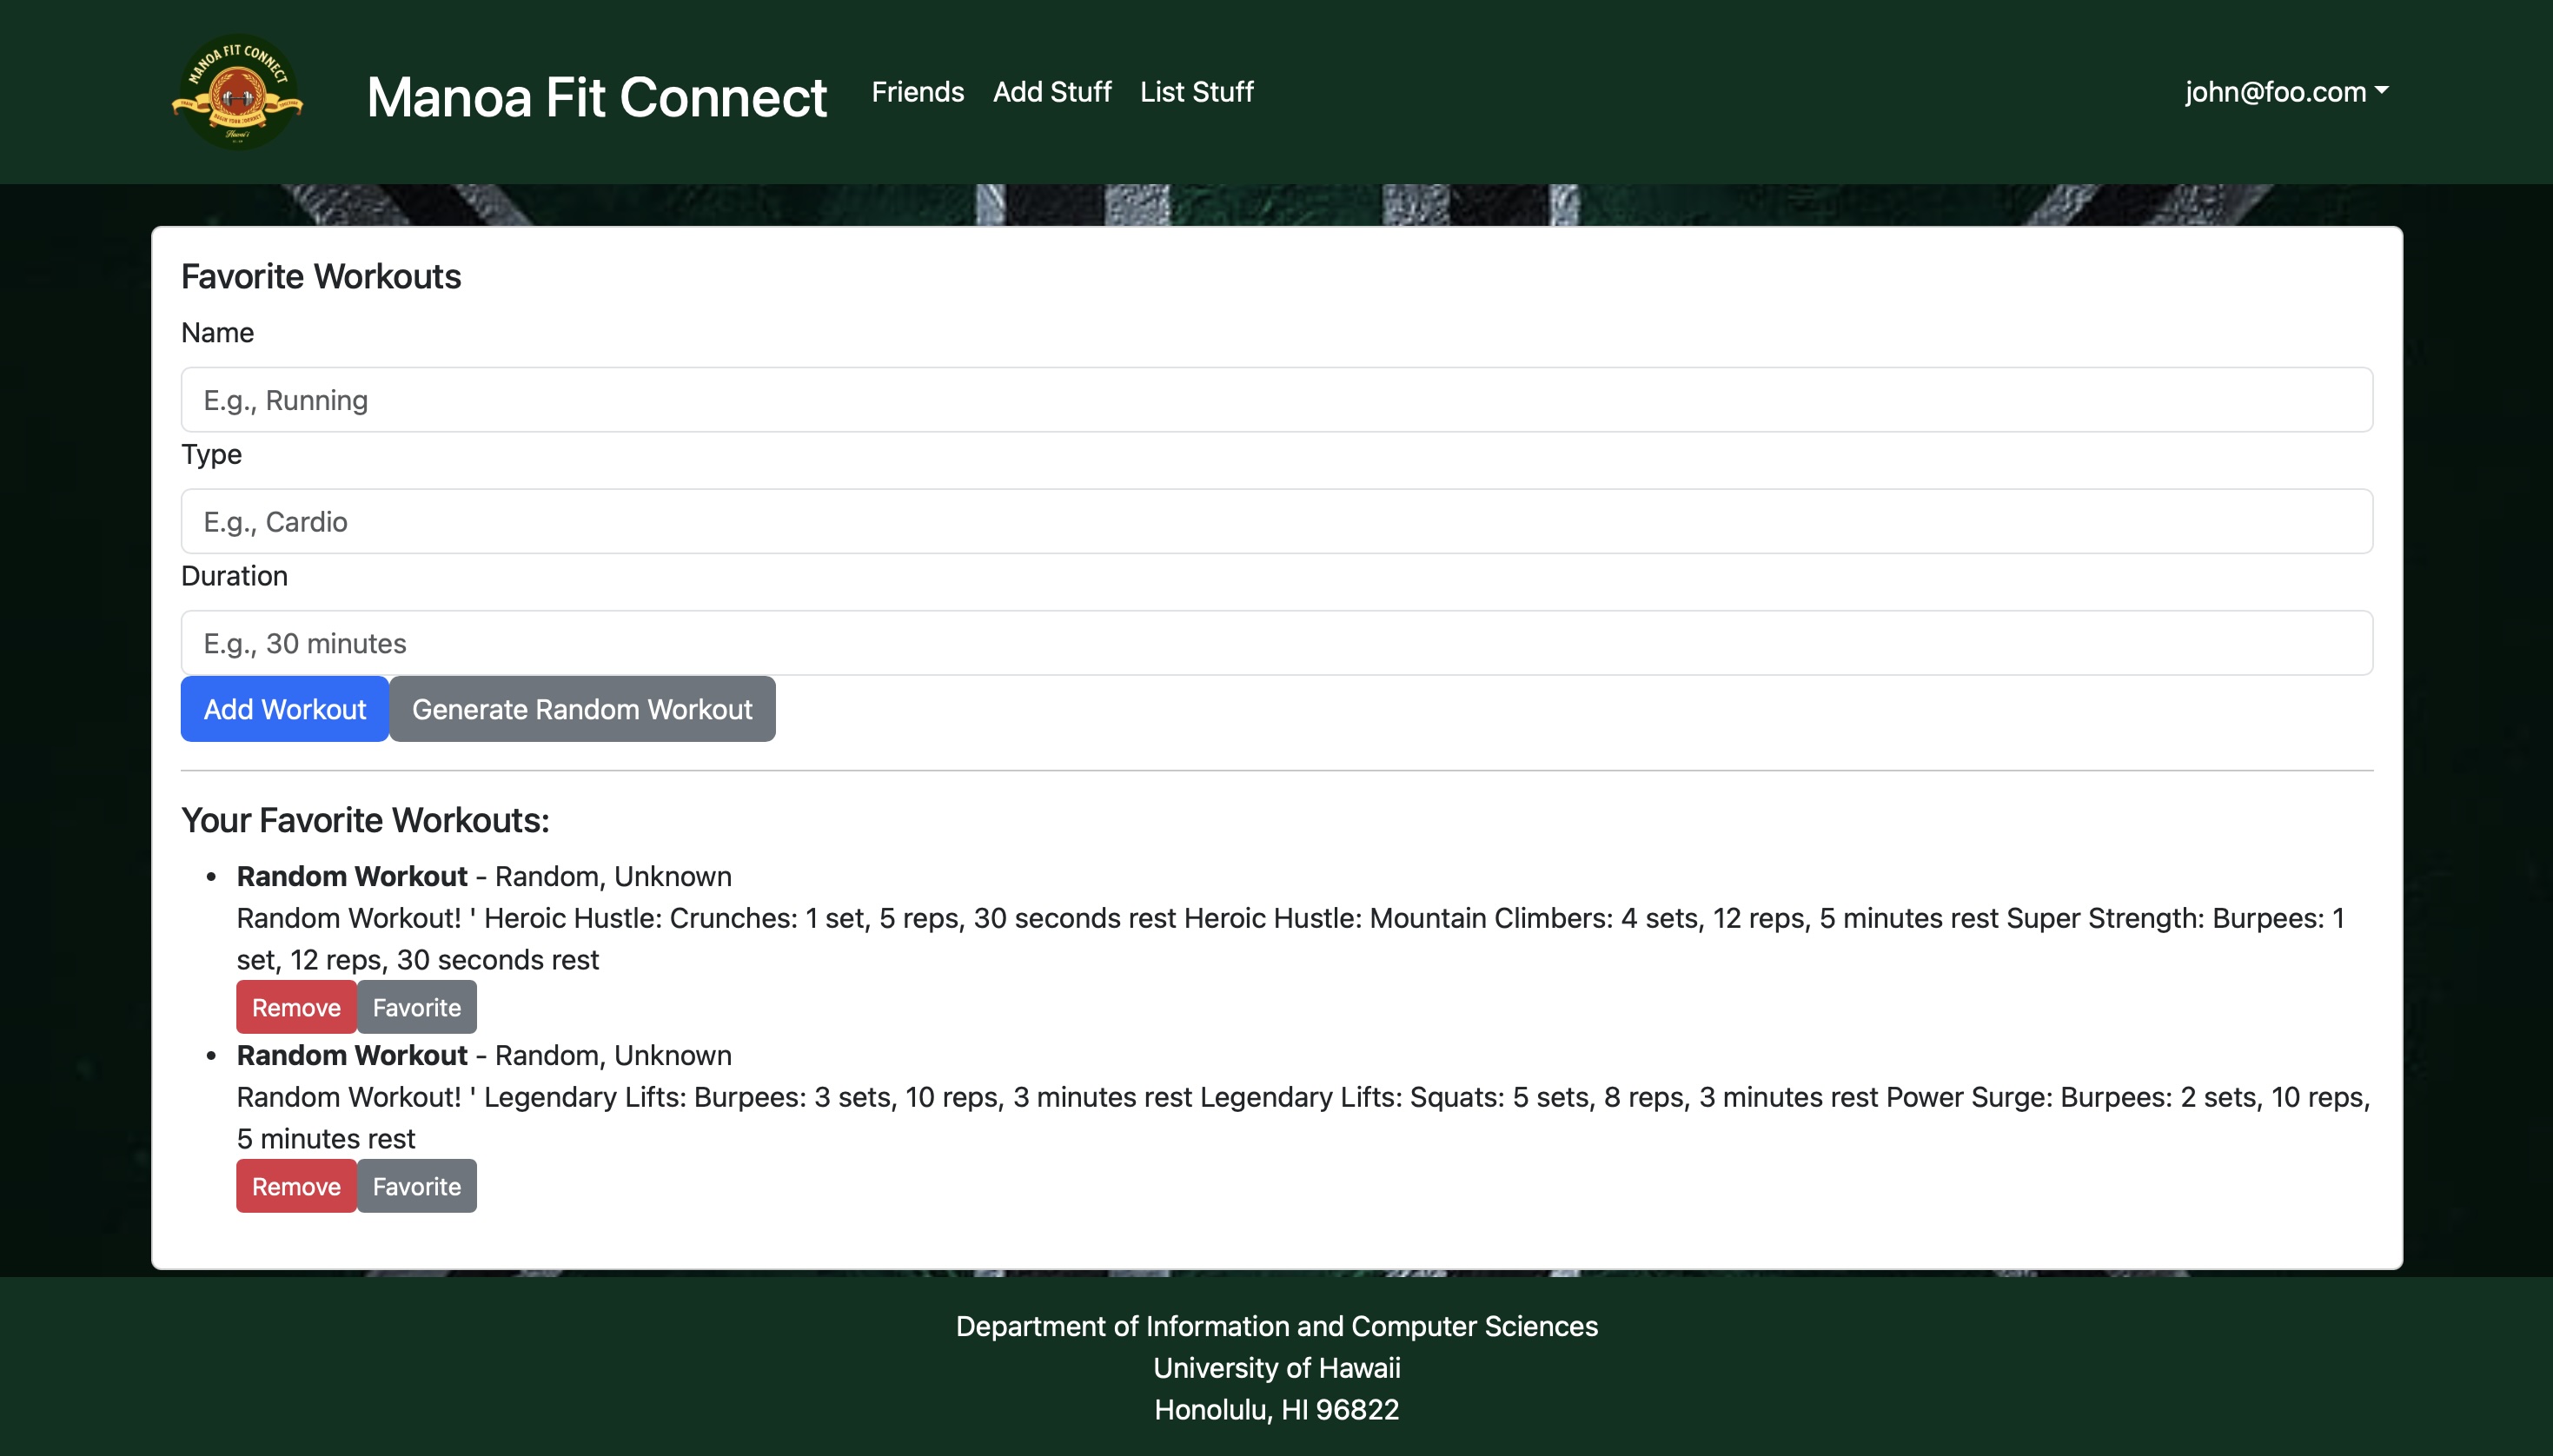 MANOA FIT CONNECT
Manoa Fit Connect
Friends
Add Stuff
List Stuff
john@foo.com
Favorite Workouts
Name
E.g., Running
Type
E.g., Cardio
Duration
E.g., 30 minutes
Add Workout
Generate Random Workout
Your Favorite Workouts:
Random Workout - Random, Unknown
Random Workout! ' Heroic Hustle: Crunches: 1 set, 5 reps, 30 seconds rest Heroic Hustle: Mountain Climbers: 4 sets, 12 reps, 5 minutes rest Super Strength: Burpees: 1
set, 12 reps, 30 seconds rest
Remove
Favorite
Random Workout - Random, Unknown
Random Workout! ' Legendary Lifts: Burpees: 3 sets, 10 reps, 3 minutes rest Legendary Lifts: Squats: 5 sets, 8 reps, 3 minutes rest Power Surge: Burpees: 2 sets, 10 reps,
5 minutes rest
Remove
Favorite
Department of Information and Computer Sciences
University of Hawaii
Honolulu, HI 96822